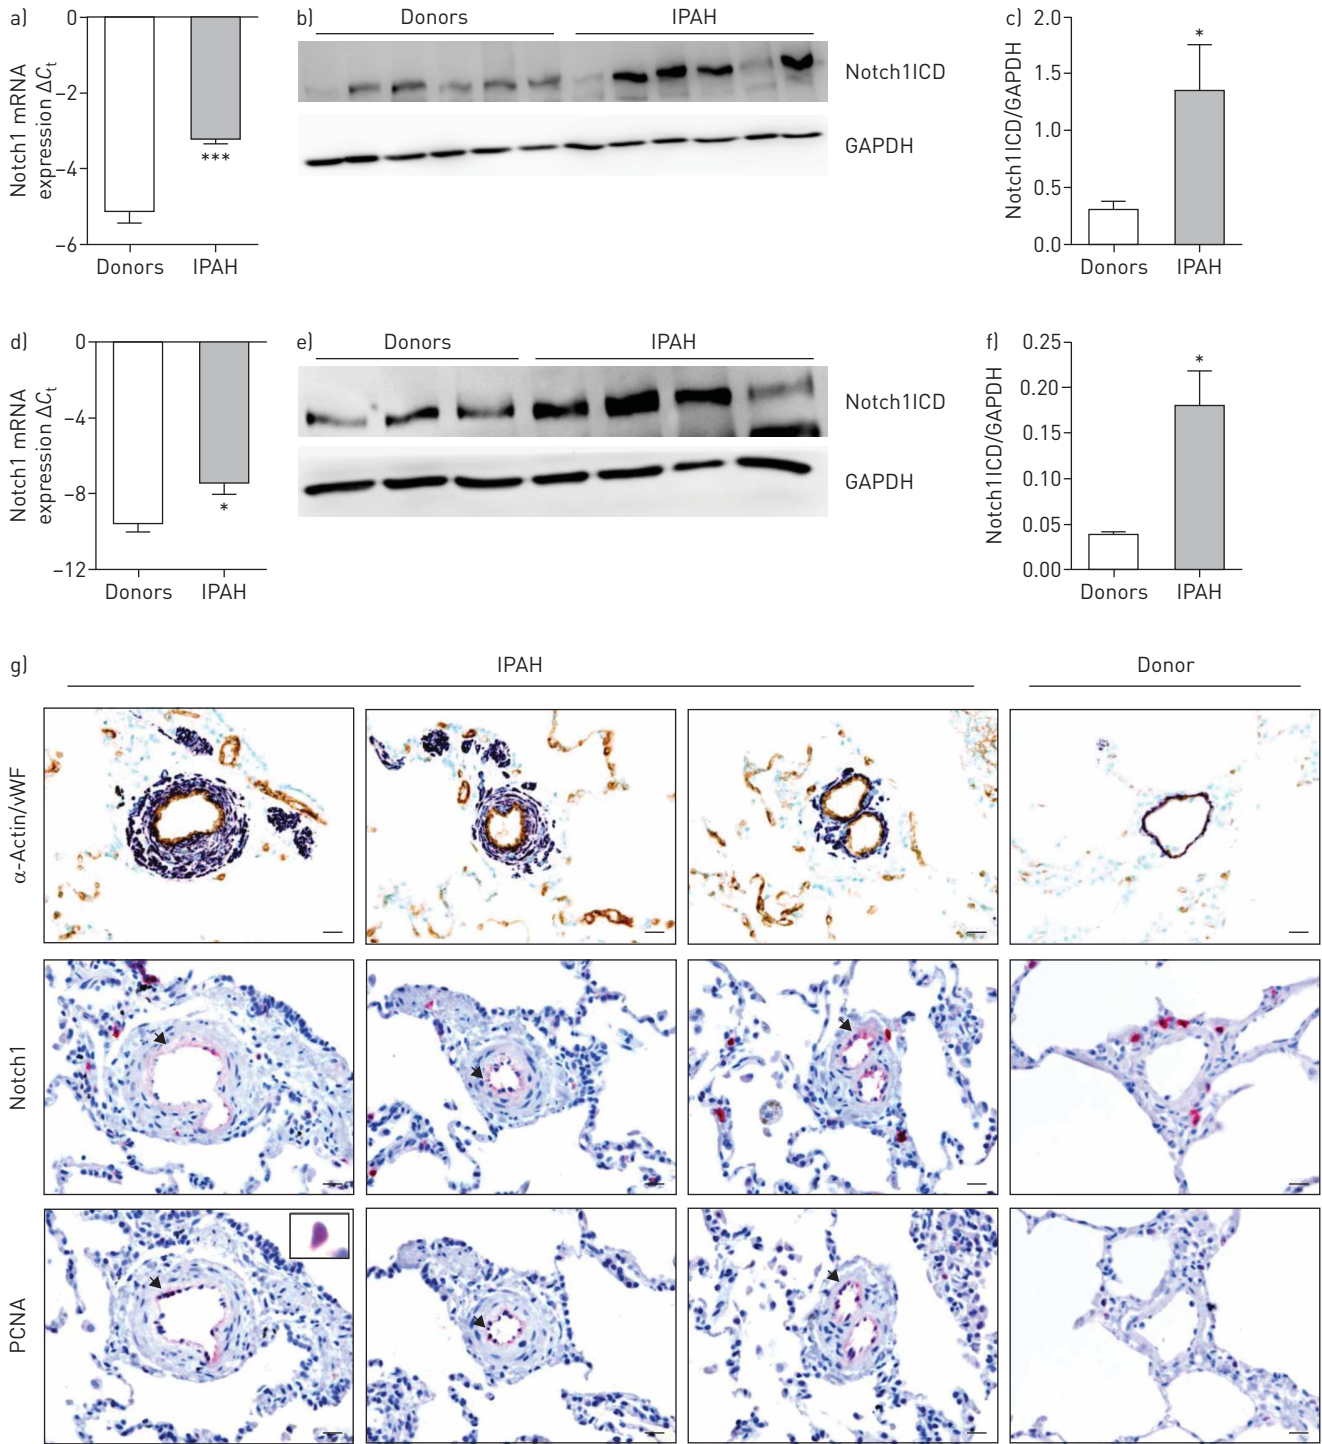 a)
Notch1 mRNA
expression ΔCt
0
−2
−4
−6
***
Donors IPAH
b)
Donors IPAH
Notch1ICD
GAPDH
c)
Notch1ICD/GAPDH
2.0
1.5
1.0
0.5
0.0
*
Donors IPAH
d)
Notch1 mRNA
expression ΔCt
0
−4
−8
−12
*
Donors IPAH
e)
Donors IPAH
Notch1ICD
GAPDH
f)
Notch1ICD/GAPDH
0.25
0.20
0.15
0.10
0.05
0.00
*
Donors IPAH
g)
IPAH Donor
α-Actin/vWF
Notch1
PCNA